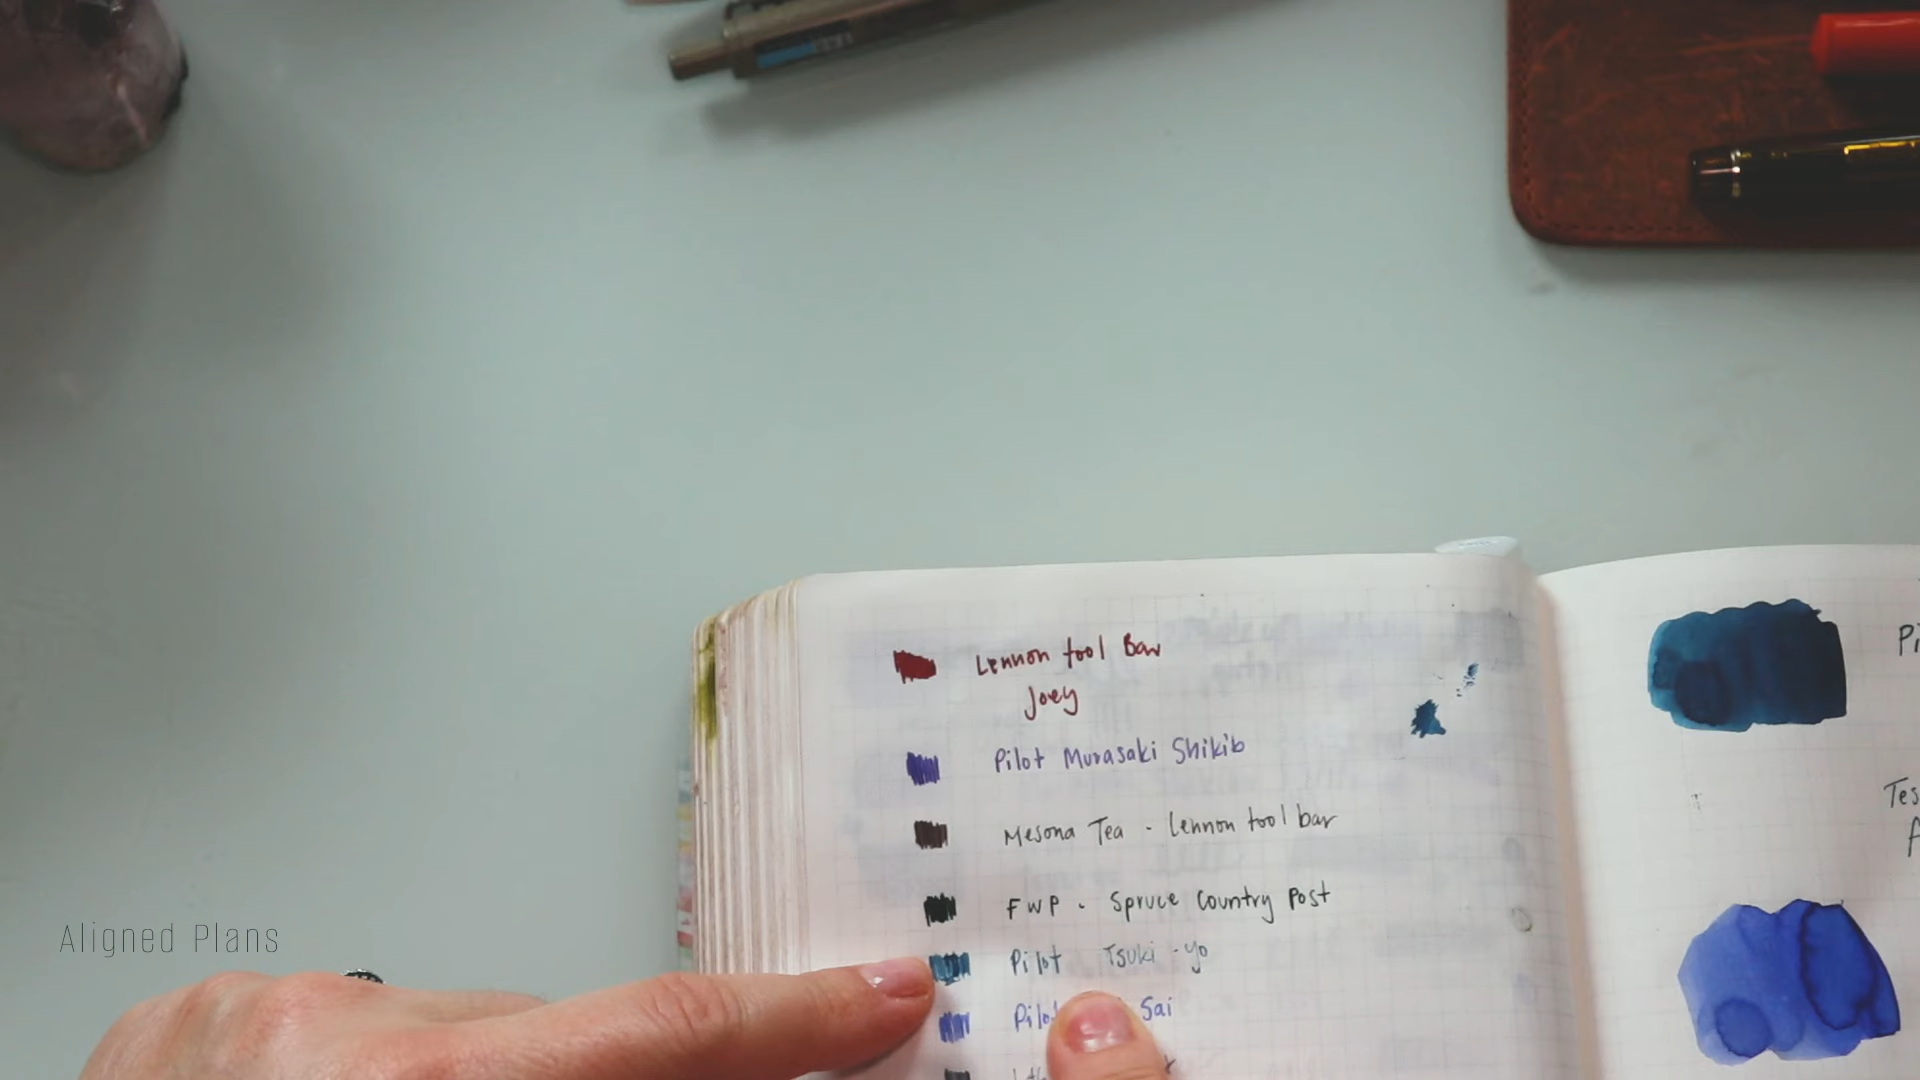 Lennon tool Bar
Joey
Pilot Murasaki Shikib
Mesona Tea - Lennon tool bar
FWP - Spruce Country Post
Pilot Tsuki-yo
Sai
Aligned Plans